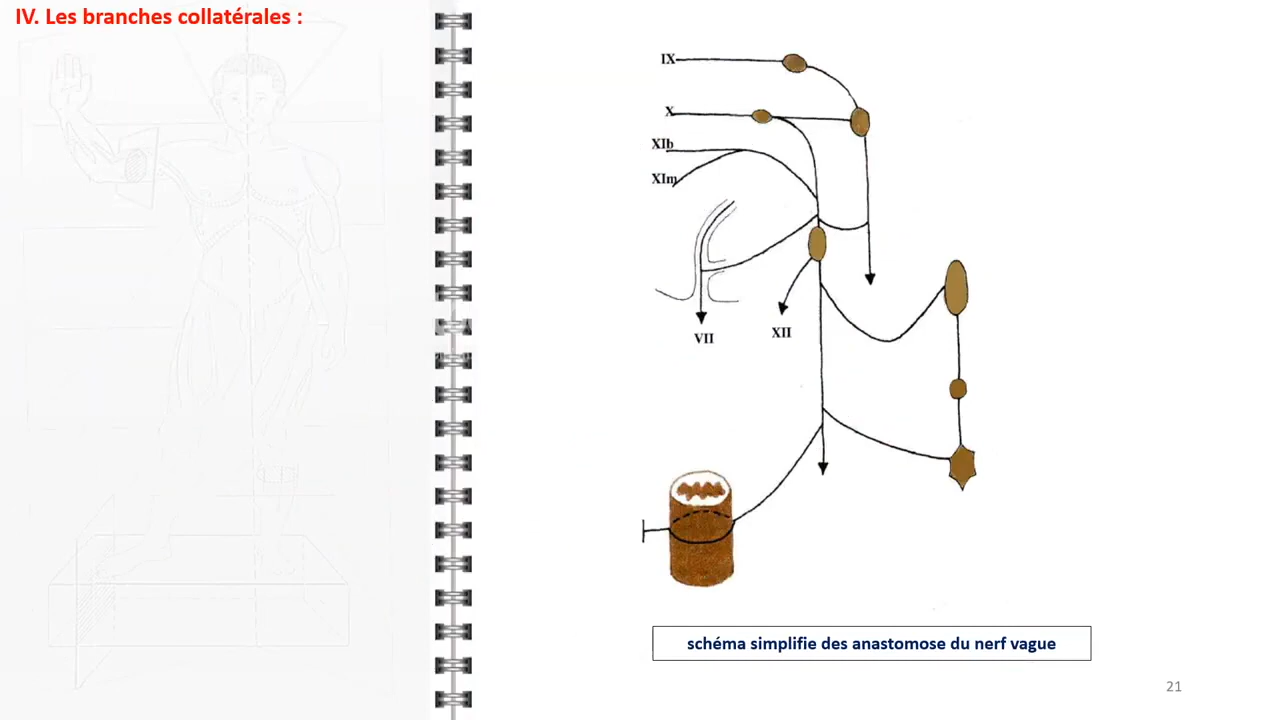 IV. Les branches collatérales :
IX
X
XIb
XIm
VII
XII
schéma simplifie des anastomose du nerf vague
21